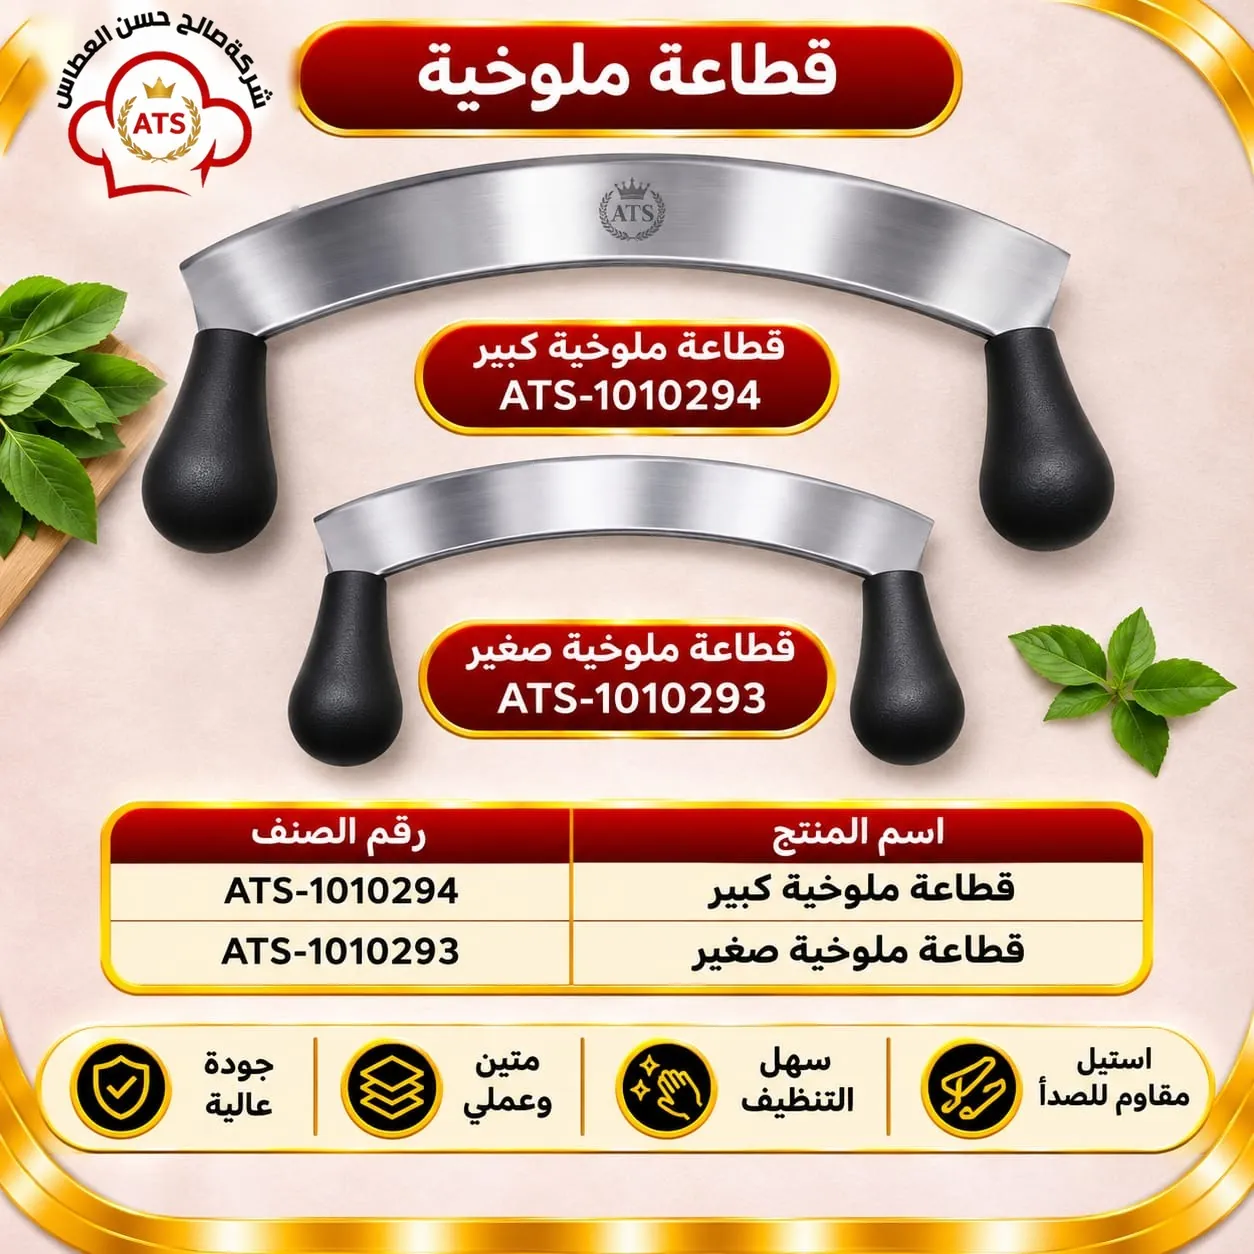 شركة صالح حسن العطاس
ATS
قطاعة ملوخية
ATS
قطاعة ملوخية كبير
ATS-1010294
قطاعة ملوخية صغير
ATS-1010293
اسم المنتج رقم الصنف
قطاعة ملوخية كبير ATS-1010294
قطاعة ملوخية صغير ATS-1010293
استيل
مقاوم للصدأ
سهل
التنظيف
متين
وعملي
جودة
عالية